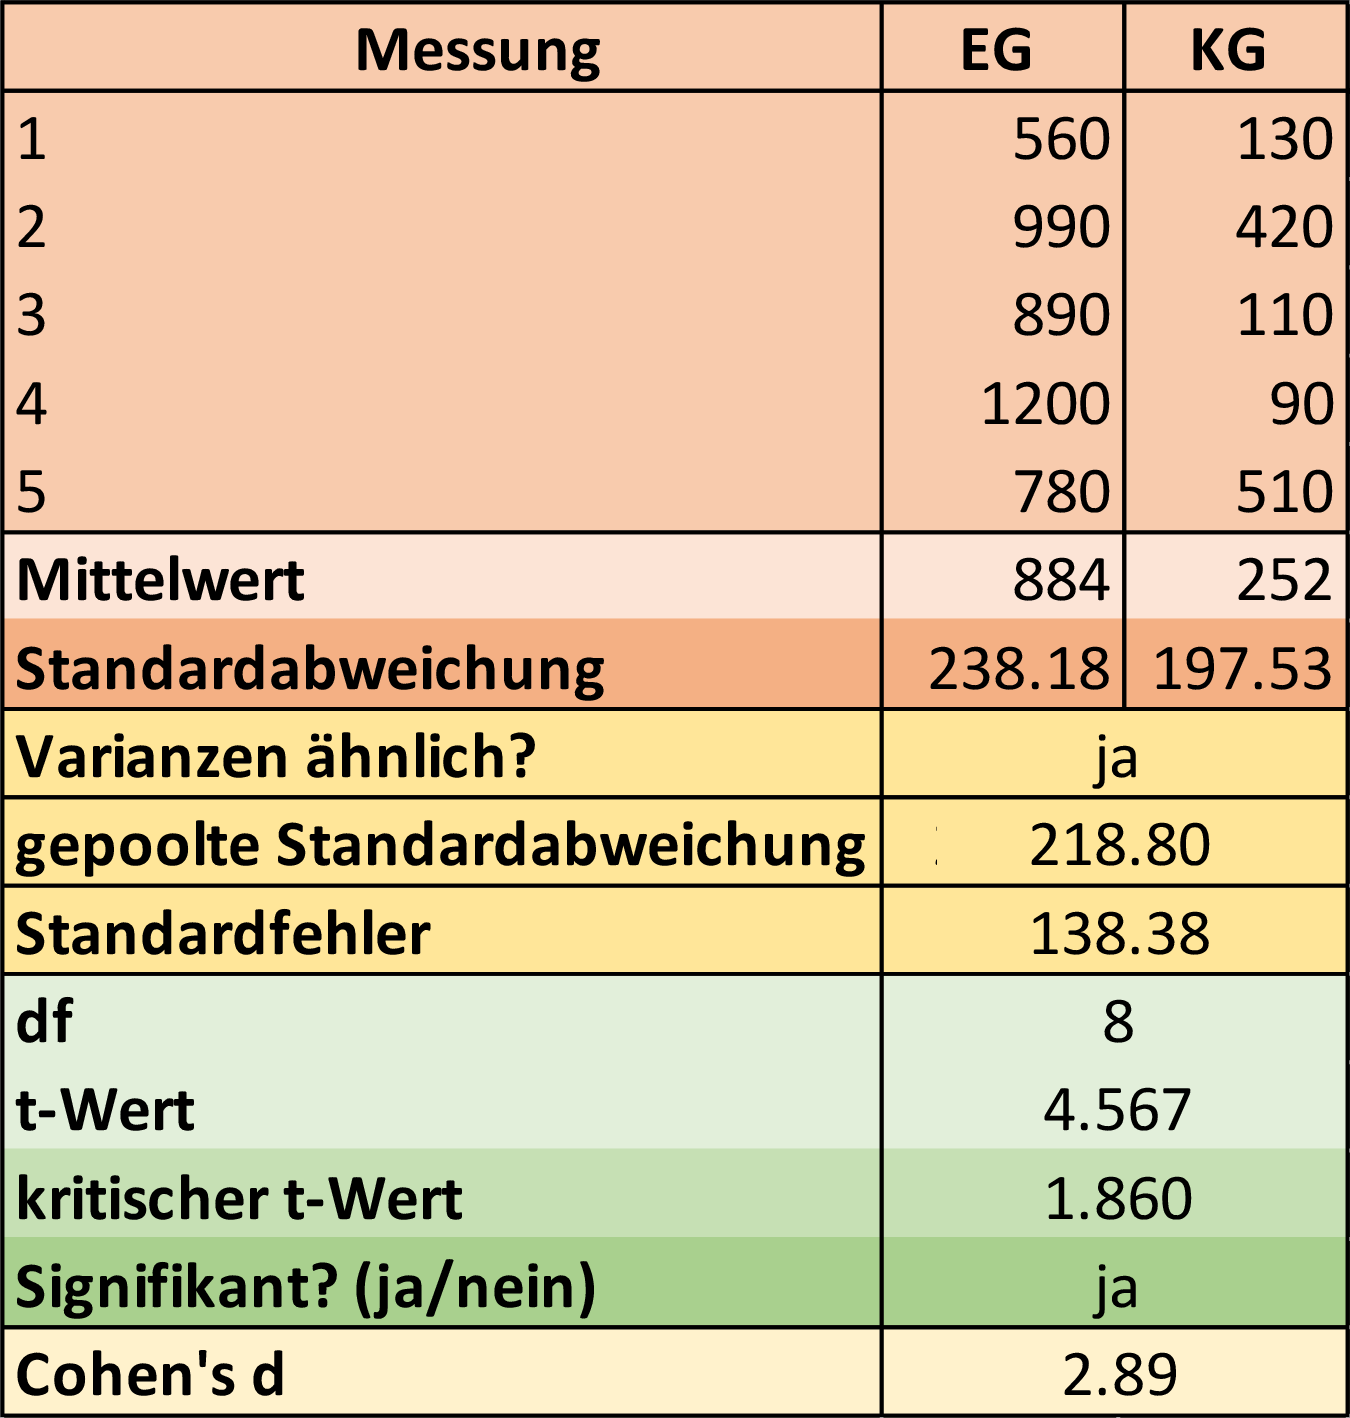 Messung EG KG
1 560 130
2 990 420
3 890 110
4 1200 90
5 780 510
Mittelwert 884 252
Standardabweichung 238.18 197.53
Varianzen ähnlich? ja
gepoolte Standardabweichung 218.80
Standardfehler 138.38
df 8
t-Wert 4.567
kritischer t-Wert 1.860
Signifikant? (ja/nein) ja
Cohen's d 2.89